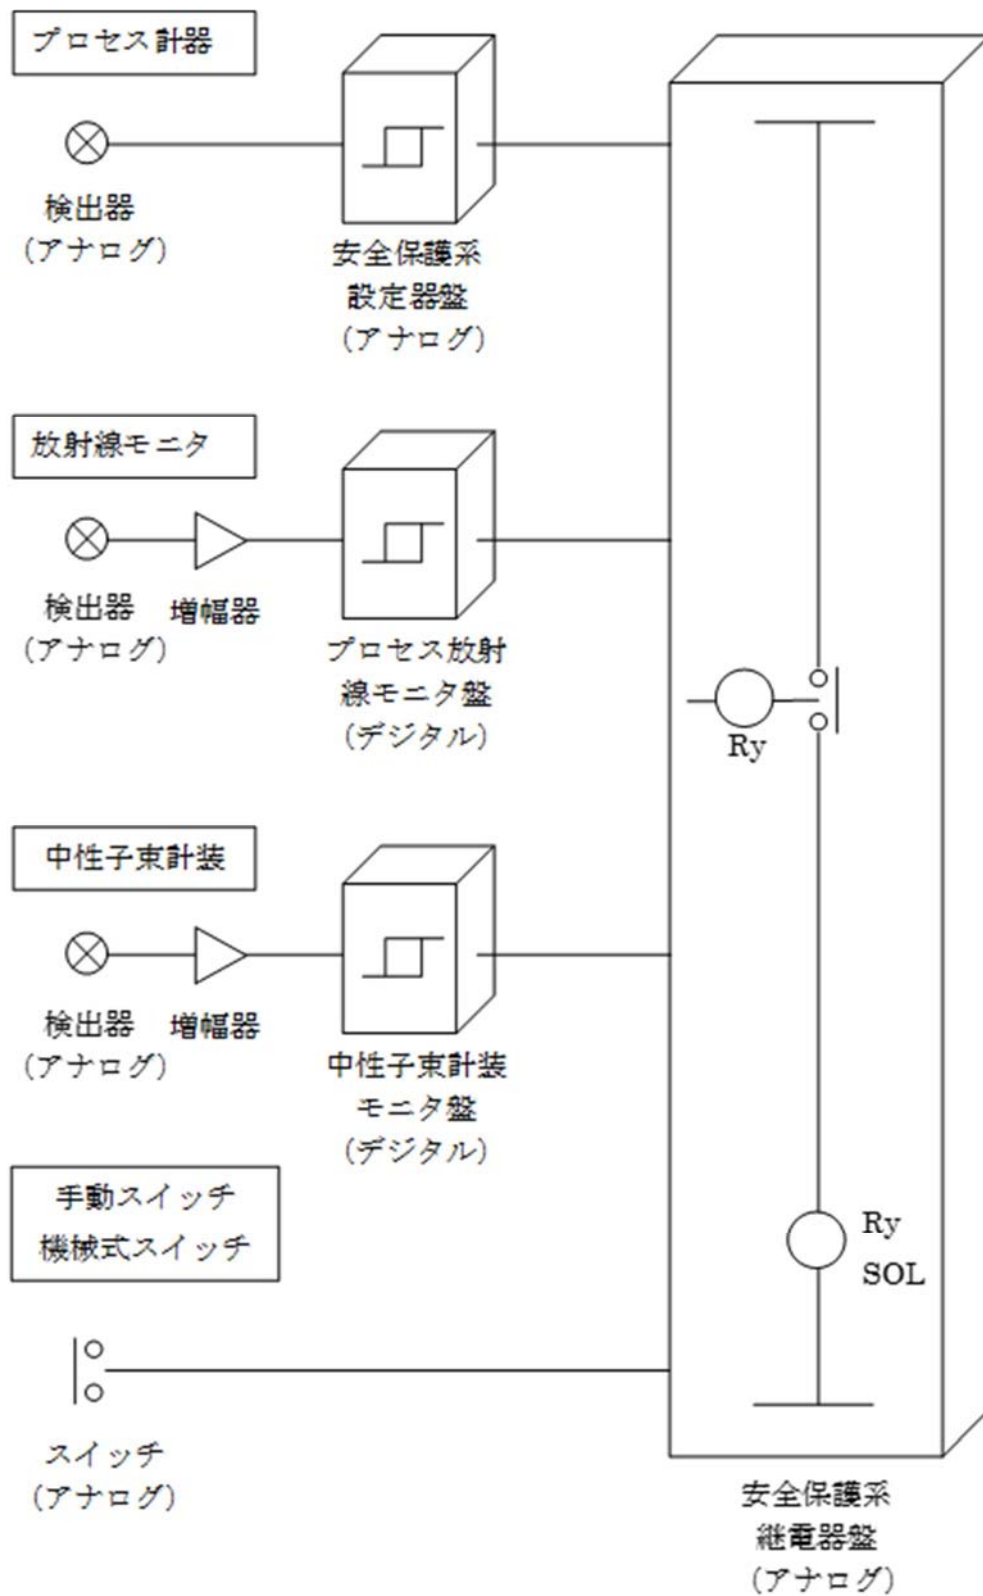 プロセス計器
検出器
(アナログ)
安全保護系
設定器盤
(アナログ)
放射線モニタ
検出器
(アナログ)
増幅器
プロセス放射
線モニタ盤
(デジタル)
中性子束計装
検出器
(アナログ)
増幅器
中性子束計装
モニタ盤
(デジタル)
手動スイッチ
機械式スイッチ
スイッチ
(アナログ)
Ry
Ry
SOL
安全保護系
継電器盤
(アナログ)